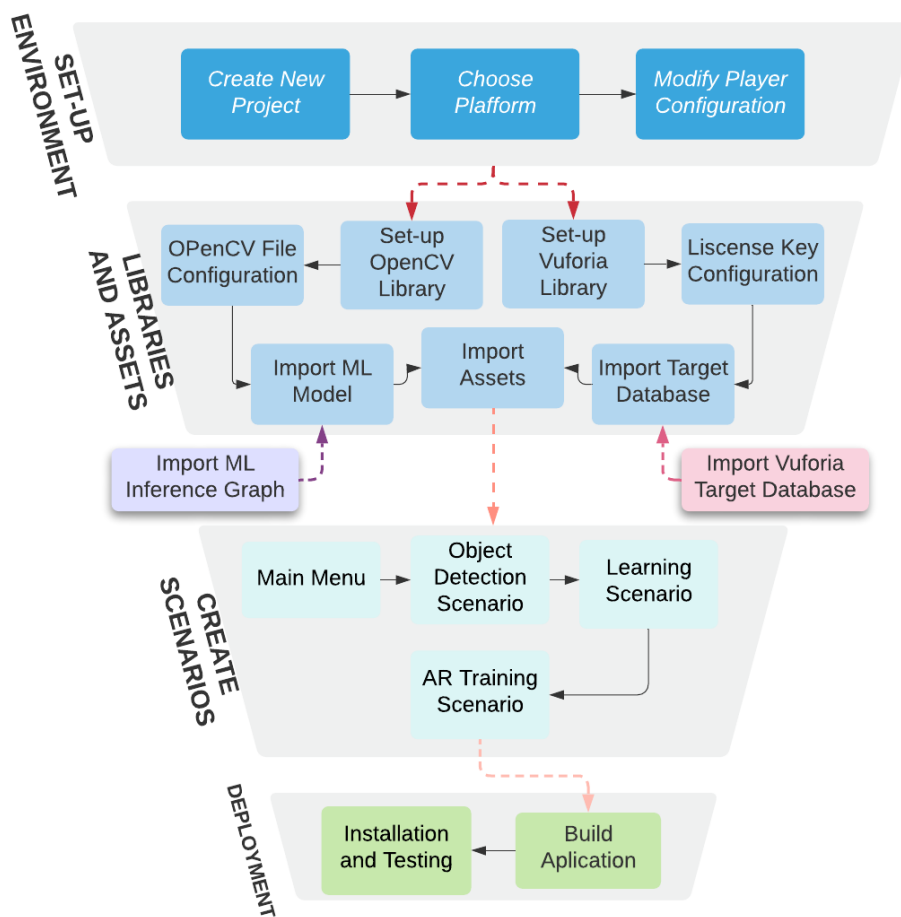 SET-UP
ENVIRONMENT
Create New
Project
Choose
Plafform
Modify Player
Configuration
LIBRARIES
AND ASSETS
OPenCV File
Configuration
Set-up
OpenCV
Library
Set-up
Vuforia
Library
Liscense Key
Configuration
Import ML
Model
Import
Assets
Import Target
Database
Import ML
Inference Graph
Import Vuforia
Target Database
CREATE
SCENARIOS
Main Menu
Object
Detection
Scenario
Learning
Scenario
AR Training
Scenario
DEPLOYMENT
Installation
and Testing
Build
Aplication